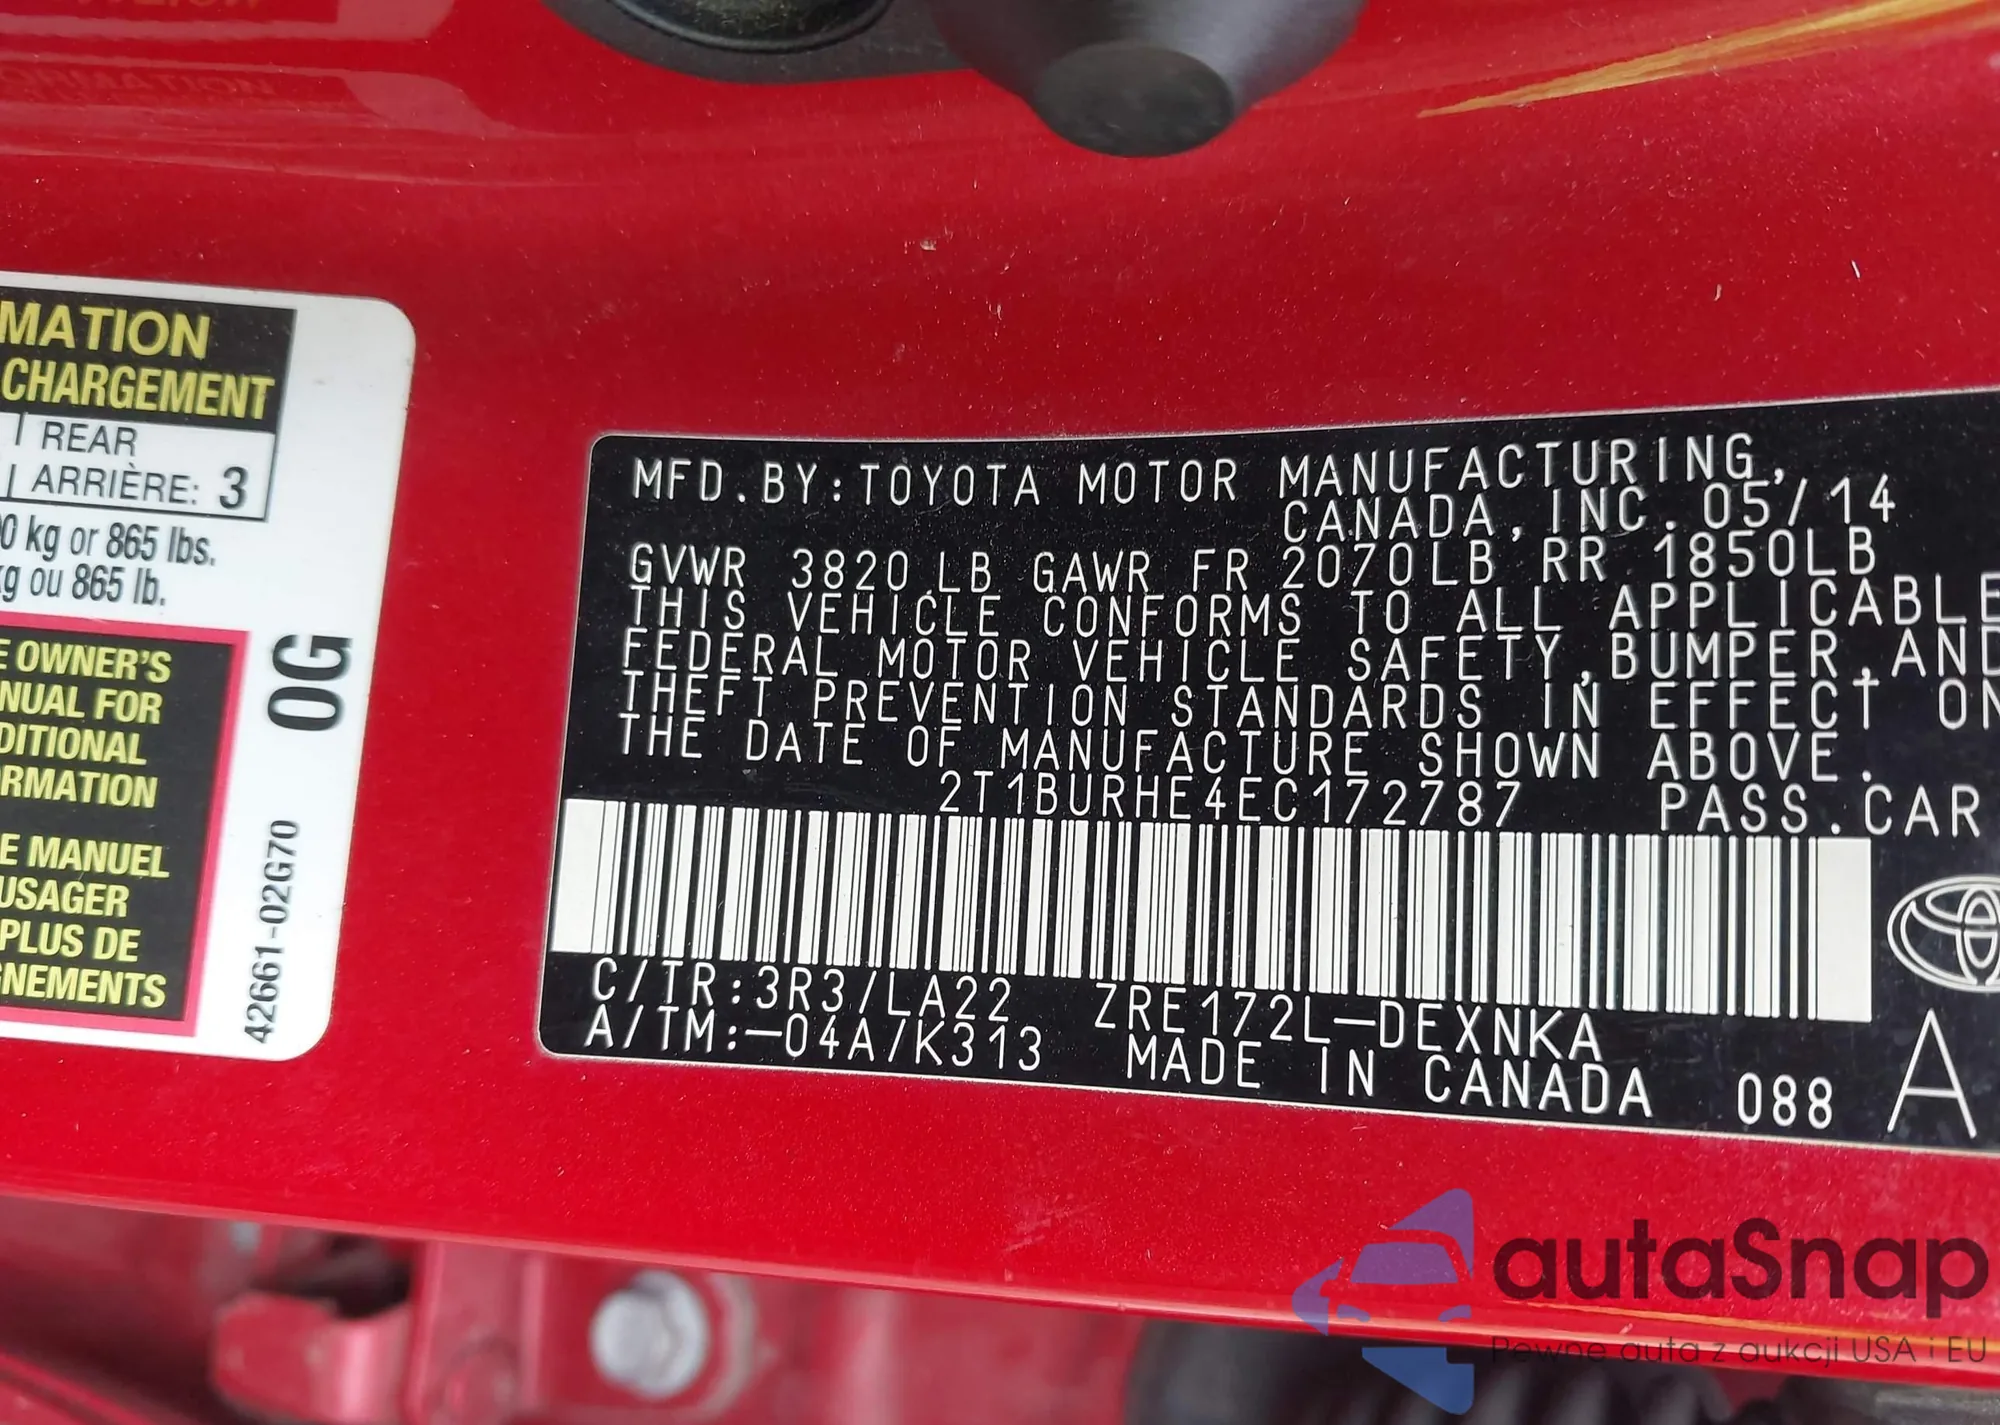 MATION
CHARGEMENT
REAR
ARRIÈRE: 3
0 kg or 865 lbs.
kg ou 865 lb.
E OWNER'S
NUAL FOR
DITIONAL
ORMATION
E MANUEL
USAGER
PLUS DE
GNEMENTS
0G
42661-02G70
MFD.BY:TOYOTA MOTOR MANUFACTURING,
CANADA,INC.05/14
GVWR 3820 LB GAWR FR 2070LB RR 1850LB
THIS VEHICLE CONFORMS TO ALL APPLICABLE
FEDERAL MOTOR VEHICLE SAFETY,BUMPER,AND
THEFT PREVENTION STANDARDS IN EFFECT ON
THE DATE OF MANUFACTURE SHOWN ABOVE.
2T1BURHE4EC172787 PASS.CAR
C/TR:3R3/LA22 ZRE172L-DEXNKA
A/TM:-04A/K313 MADE IN CANADA 088 A
autaSnap
Pewne auta z aukcji USA i EU